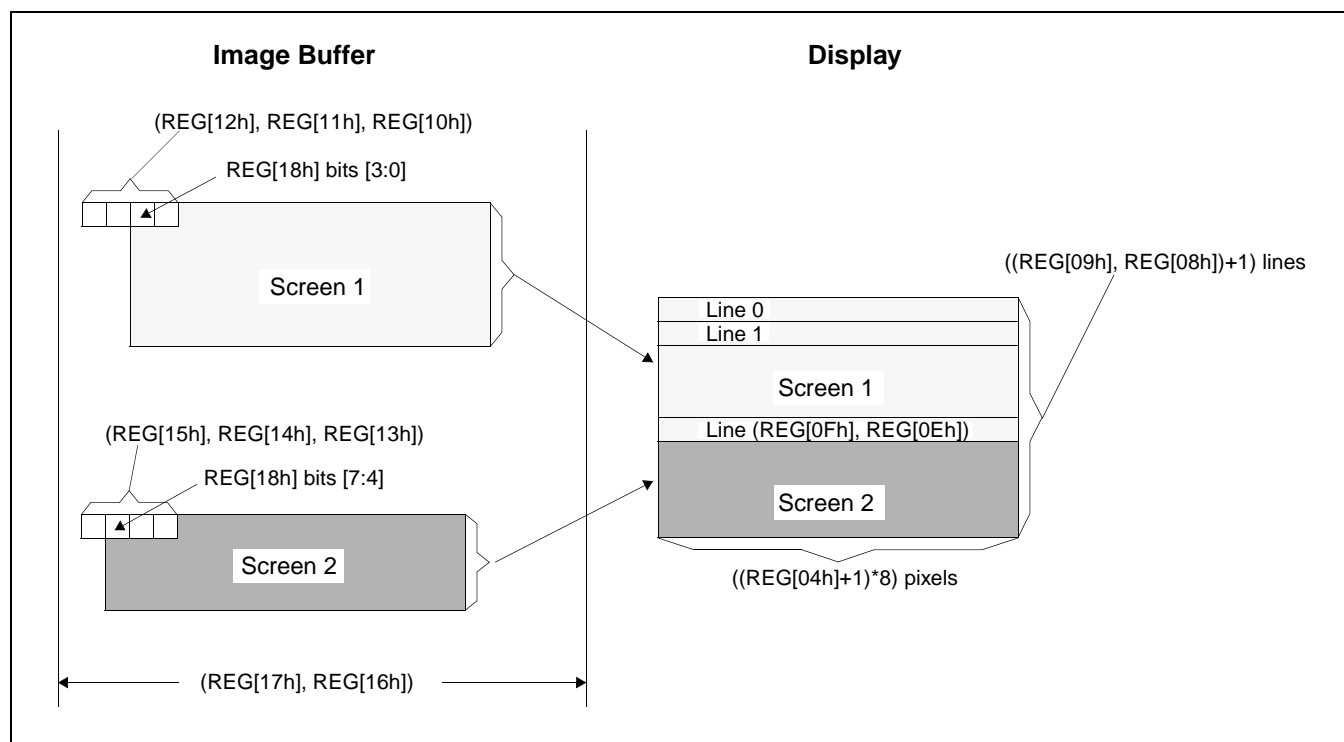 Image Buffer
Display
(REG[12h], REG[11h], REG[10h])
REG[18h] bits [3:0]
Screen 1
((REG[09h], REG[08h])+1) lines
Line 0
Line 1
Screen 1
Line (REG[0Fh], REG[0Eh])
Screen 2
((REG[04h]+1)*8) pixels
(REG[15h], REG[14h], REG[13h])
REG[18h] bits [7:4]
Screen 2
(REG[17h], REG[16h])